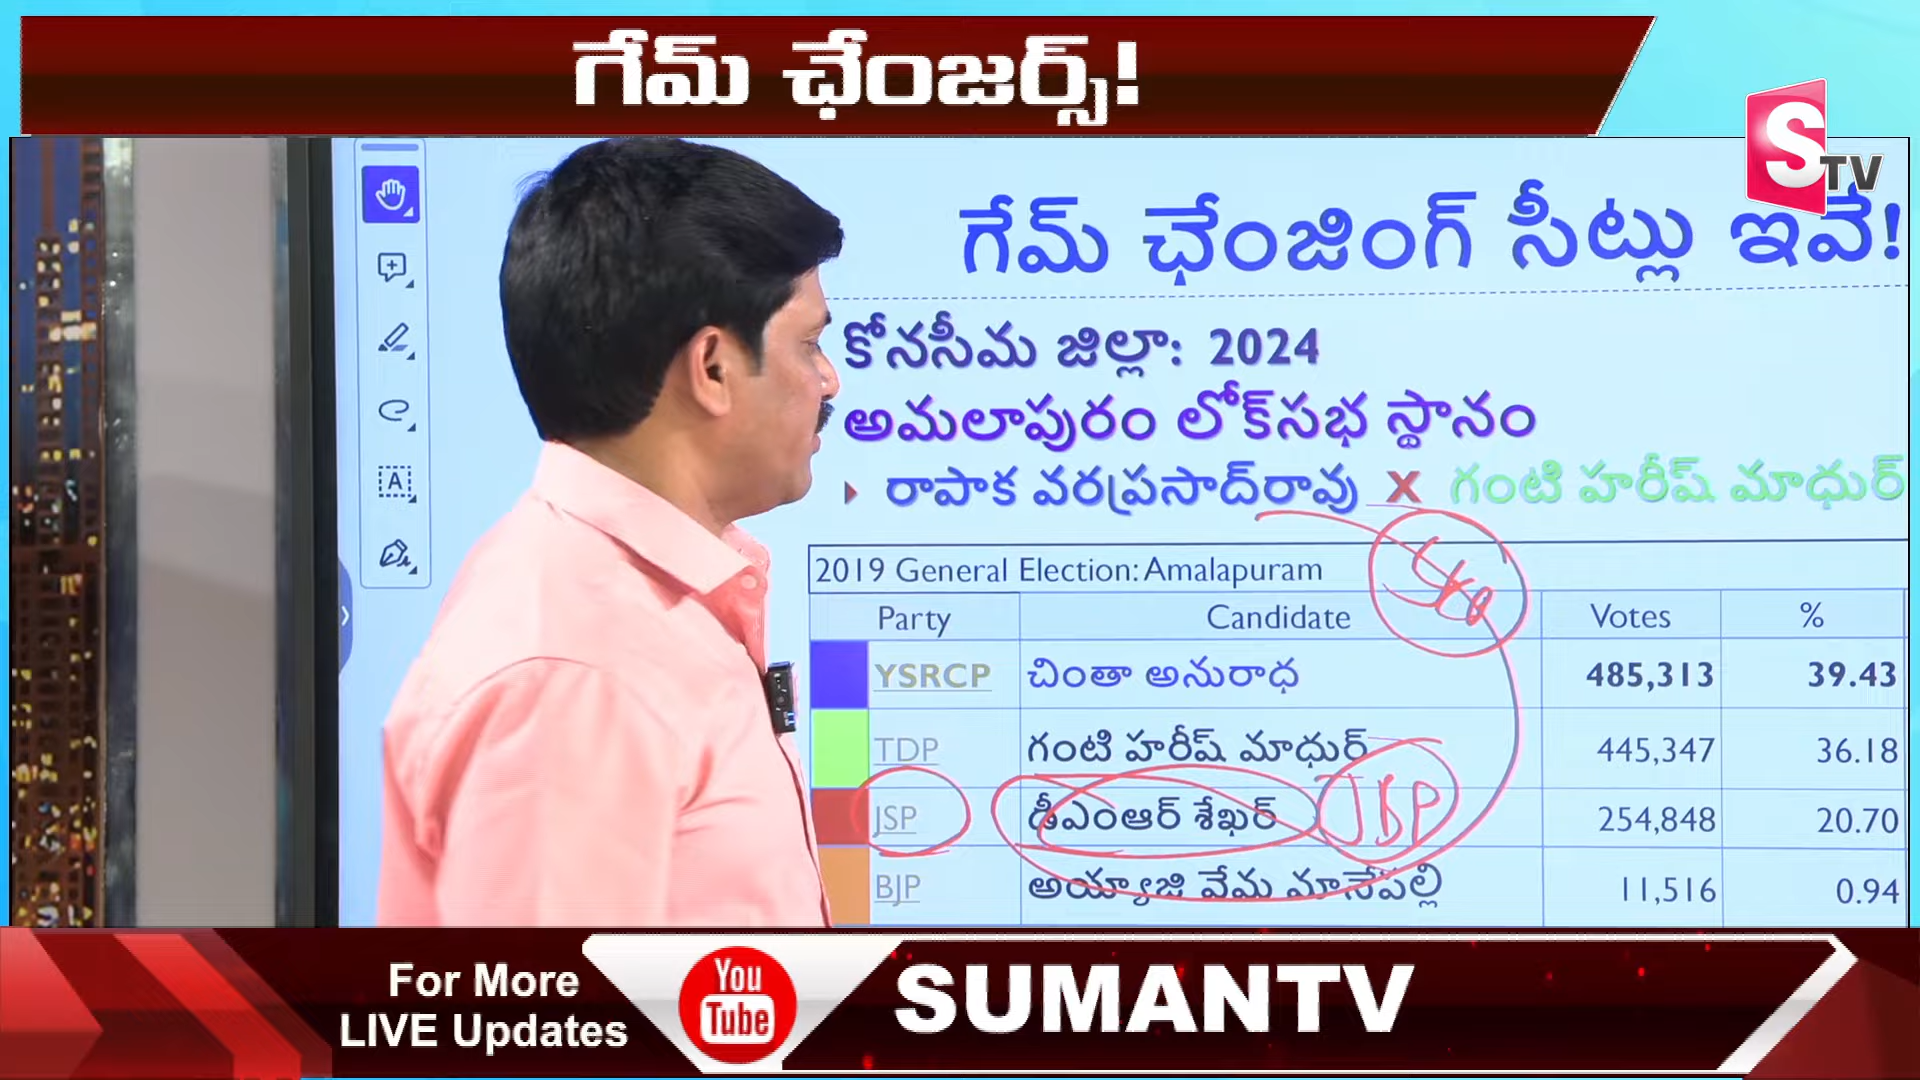 గేమ్ ఛేంజర్స్!
STV
గేమ్ ఛేంజింగ్ సీట్లు ఇవే!
కోనసీమ జిల్లా: 2024
అమలాపురం లోక్‌సభ స్థానం
రాపాక వరప్రసాద్‌రావు X గంటి హరీష్ మాధుర్
2019 General Election: Amalapuram
Party Candidate Votes %
YSRCP చింతా అనురాధ 485,313 39.43
TDP గంటి హరీష్ మాధుర్ 445,347 36.18
JSP డీఎంఆర్ శేఖర్ 254,848 20.70
BJP అయ్యాజి వేమ మానేపల్లి 11,516 0.94
A
For More
LIVE Updates
You
Tube
SUMANTV